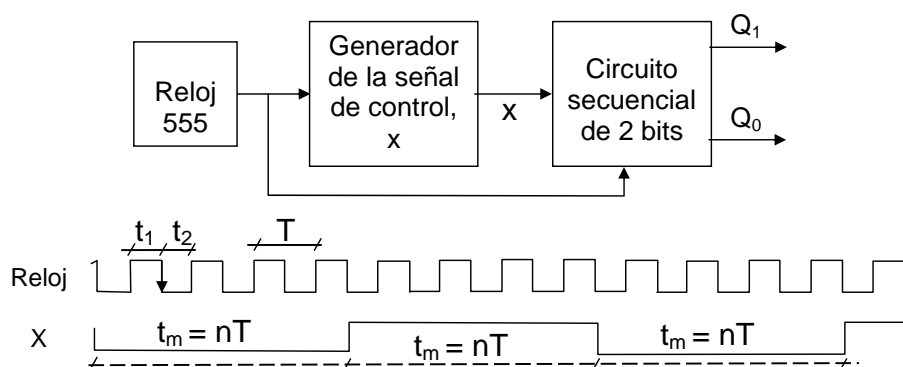 Reloj
555
Generador
de la señal
de control,
x
x
Circuito
secuencial
de 2 bits
Q₁
Q₀
t₁ t₂ T
Reloj
X
tₘ = nT
tₘ = nT
tₘ = nT